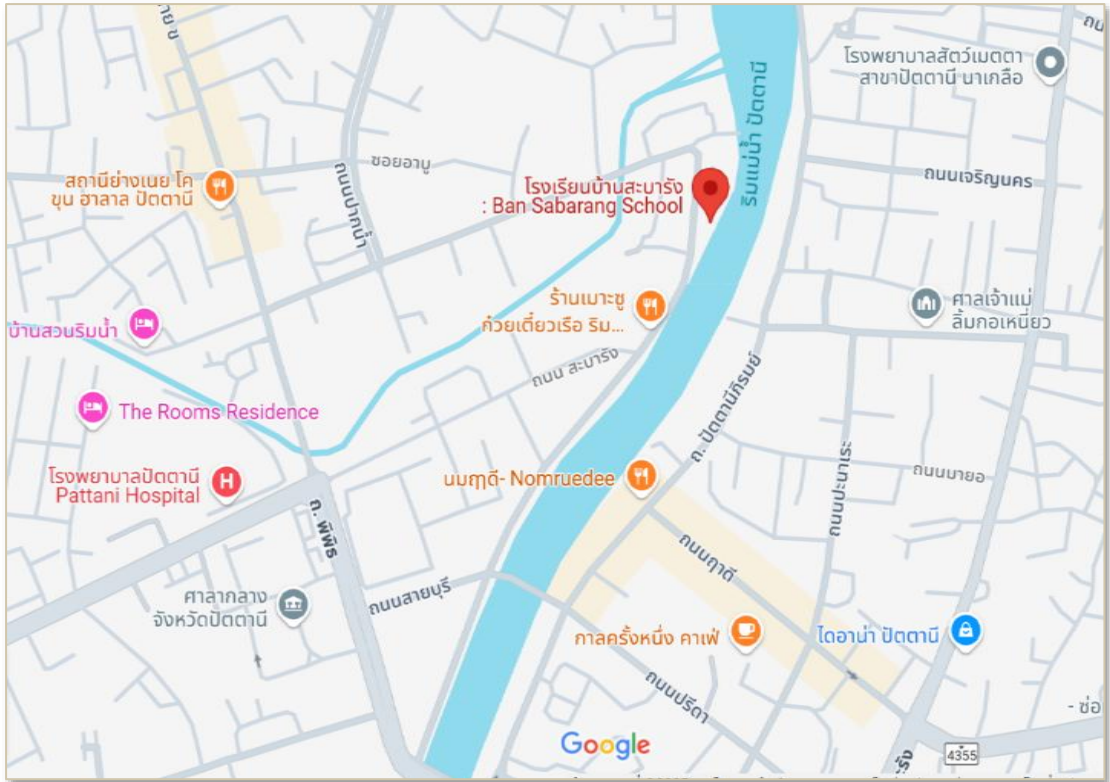 โรงพยาบาลสัตว์เมตตา
สาขาปัตตานี นาเกลือ
ริมแม่น้ำ ปัตตานี
ซอยอาบู
ถนนเจริญนคร
สถานีย่างเนย โค
ขุน ฮาลาล ปัตตานี
ถนนปากน้ำ
โรงเรียนบ้านสะบารัง
: Ban Sabarang School
ร้านเมาะซู
ก๋วยเตี๋ยวเรือ ริม...
ศาลเจ้าแม่
ลิ้มกอเหนี่ยว
บ้านสวนริมน้ำ
ถนน สะบารัง
ถ. ปัตตานีภิรมย์
The Rooms Residence
โรงพยาบาลปัตตานี
Pattani Hospital
H
นมฤดี- Nomruedee
ถนนปะนาเระ
ถนนมายอ
ถ. พิพิธ
ถนนฤาดี
ศาลากลาง
จังหวัดปัตตานี
ถนนสายบุรี
กาลครั้งหนึ่ง คาเฟ่
ไดอาน่า ปัตตานี
ถนนปรีดา
Google
4355